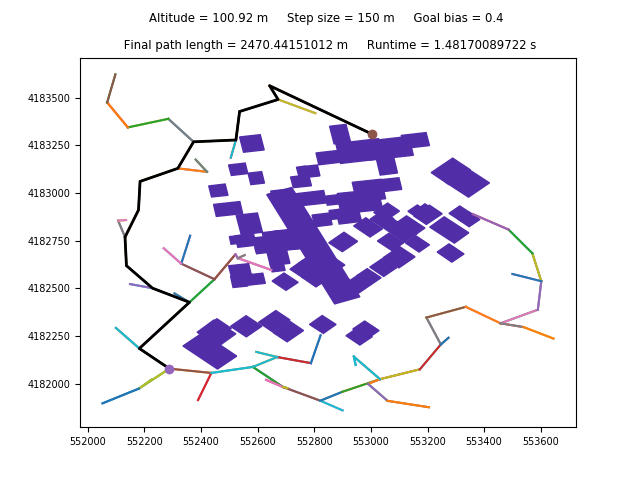 Altitude = 100.92 m Step size = 150 m Goal bias = 0.4
Final path length = 2470.44151012 m Runtime = 1.48170089722 s
4183500
4183250
4183000
4182750
4182500
4182250
4182000
552000 552200 552400 552600 552800 553000 553200 553400 553600